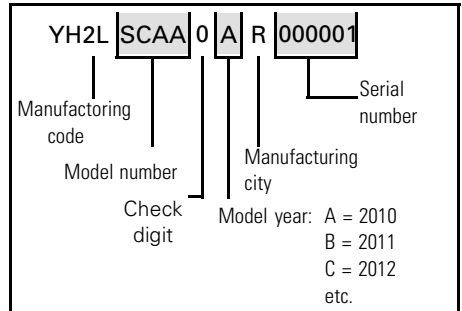 YH2L SCAA 0 A R 000001
Serial
number
Manufactoring
code
Manufacturing
city
Model number
Check
digit
Model year: A = 2010
B = 2011
C = 2012
etc.